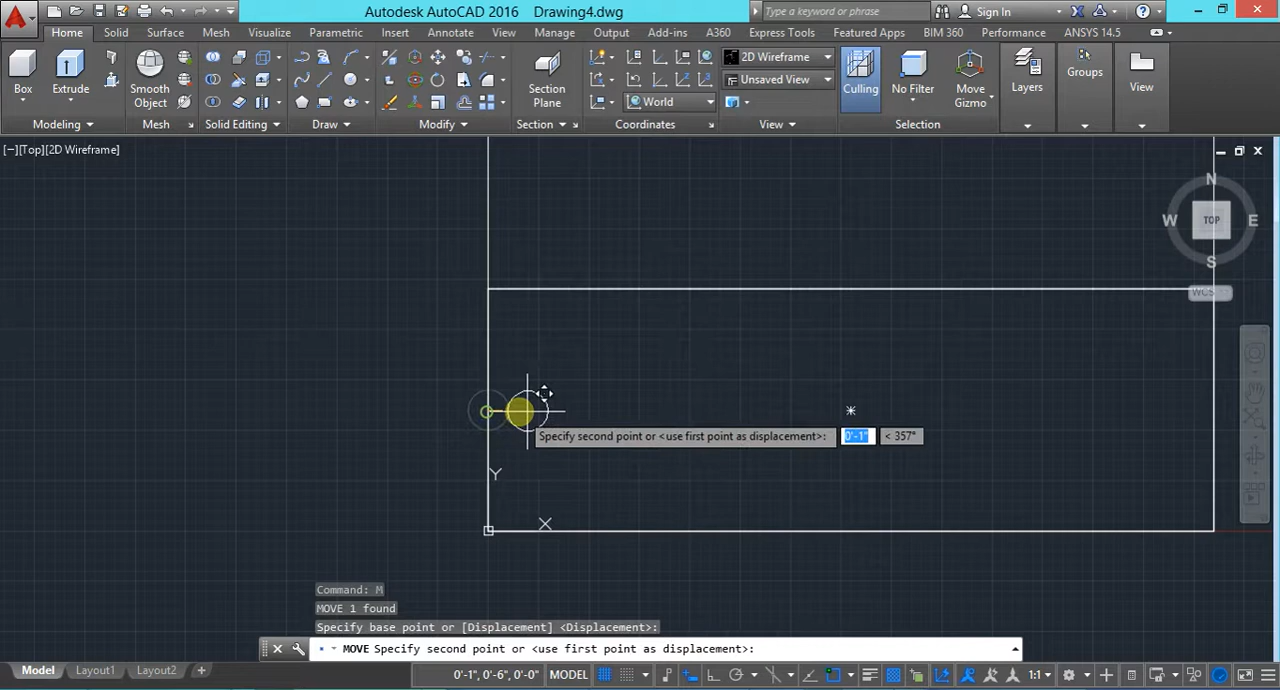 Autodesk AutoCAD 2016 Drawing4.dwg
Type a keyword or phrase
Sign In
Home Solid Surface Mesh Visualize Parametric Insert Annotate View Manage Output Add-ins A360 Express Tools Featured Apps BIM 360 Performance ANSYS 14.5
Box
Extrude
Smooth Object
Section Plane
2D Wireframe
Unsaved View
World
Culling
No Filter
Move Gizmo
Layers
Groups
View
Modeling Mesh Solid Editing Draw Modify Section Coordinates View Selection
[−][Top][2D Wireframe]
N
W TOP E
S
WCS
Specify second point or <use first point as displacement>: 0'-1" < 357°
Y
X
Command: M
MOVE 1 found
Specify base point or [Displacement] <Displacement>:
MOVE Specify second point or <use first point as displacement>:
Model Layout1 Layout2 +
0'-1", 0'-6", 0'-0" MODEL 1:1